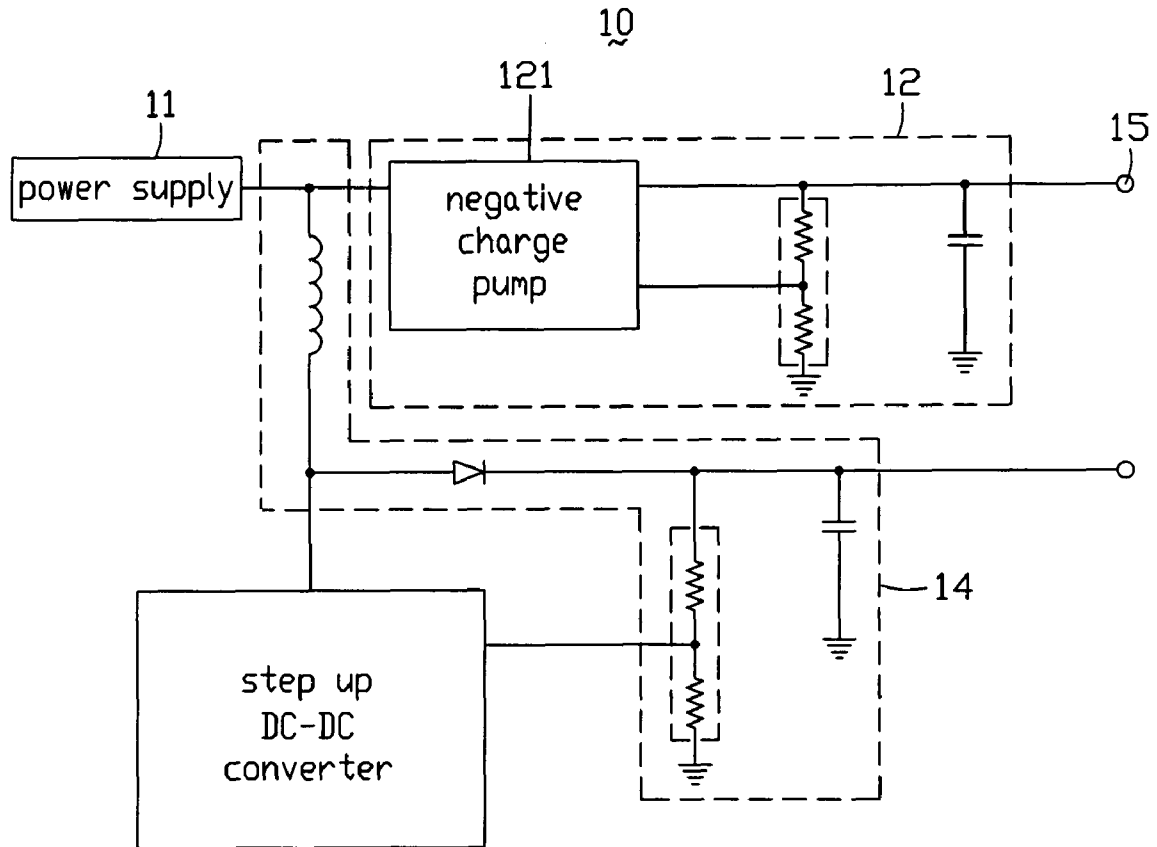 10
121
12
11
15
power supply
negative
charge
pump
14
step up
DC-DC
converter